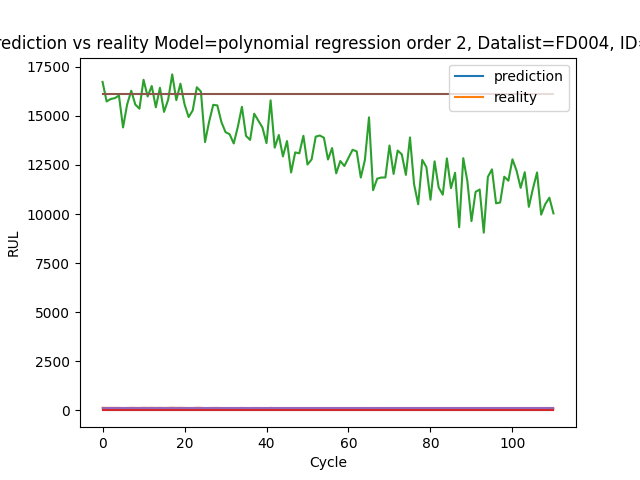 rediction vs reality Model=polynomial regression order 2, Datalist=FD004, ID=
17500
15000
12500
10000
7500
5000
2500
0
RUL
prediction
reality
0 20 40 60 80 100
Cycle